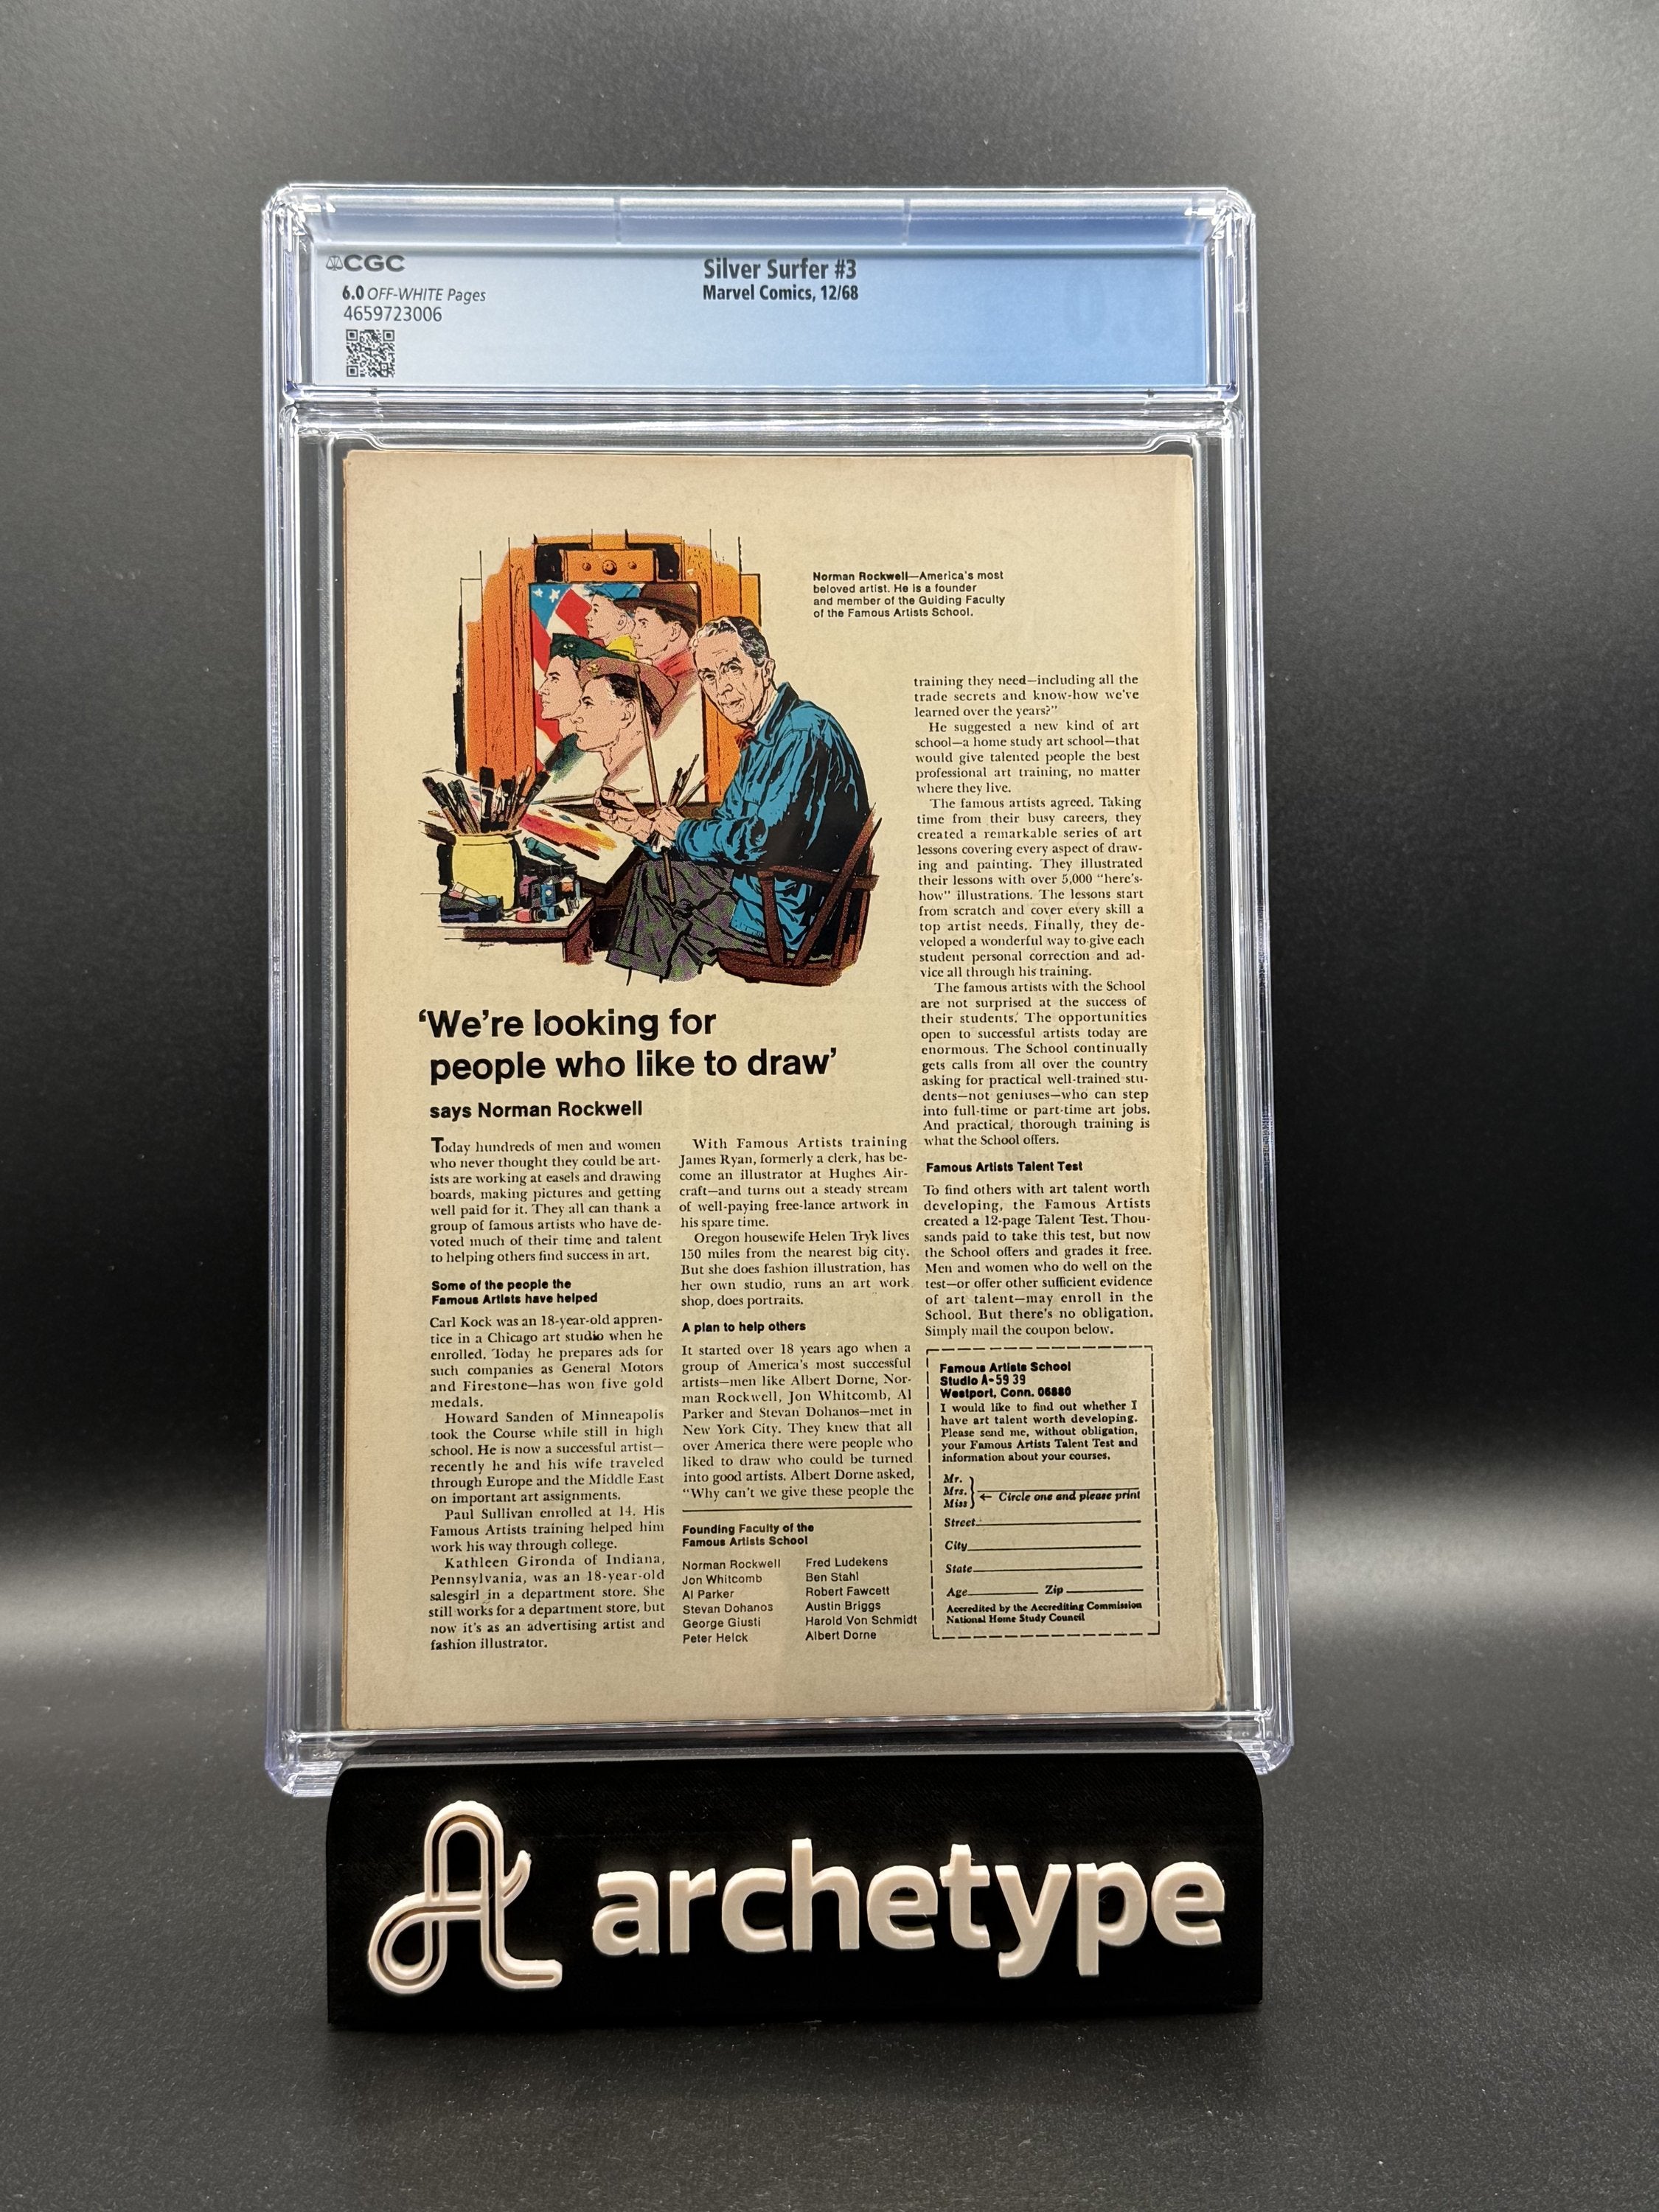 CGC
6.0 OFF-WHITE Pages
4659723006
Silver Surfer #3
Marvel Comics, 12/68
Norman Rockwell—America's most
beloved artist. He is a founder
and member of the Guiding Faculty
of the Famous Artists School.
'We're looking for
people who like to draw'
says Norman Rockwell
Today hundreds of men and women
who never thought they could be art-
ists are working at easels and drawing
boards, making pictures and getting
well paid for it. They all can thank a
group of famous artists who have de-
voted much of their time and talent
to helping others find success in art.
Some of the people the
Famous Artists have helped
Carl Kock was an 18-year-old appren-
tice in a Chicago art studio when he
enrolled. Today he prepares ads for
such companies as General Motors
and Firestone—has won five gold
medals.
Howard Sanden of Minneapolis
took the Course while still in high
school. He is now a successful artist—
recently he and his wife traveled
through Europe and the Middle East
on important art assignments.
Paul Sullivan enrolled at 14. His
Famous Artists training helped him
work his way through college.
Kathleen Gironda of Indiana,
Pennsylvania, was an 18-year-old
salesgirl in a department store. She
still works for a department store, but
now it's as an advertising artist and
fashion illustrator.
With Famous Artists training
James Ryan, formerly a clerk, has be-
come an illustrator at Hughes Air-
craft—and turns out a steady stream
of well-paying free-lance artwork in
his spare time.
Oregon housewife Helen Tryk lives
150 miles from the nearest big city.
But she does fashion illustration, has
her own studio, runs an art work
shop, does portraits.
A plan to help others
It started over 18 years ago when a
group of America's most successful
artists—men like Albert Dorne, Nor-
man Rockwell, Jon Whitcomb, Al
Parker and Stevan Dohanos—met in
New York City. They knew that all
over America there were people who
liked to draw who could be turned
into good artists. Albert Dorne asked,
"Why can't we give these people the
training they need—including all the
trade secrets and know-how we've
learned over the years?"
He suggested a new kind of art
school—a home study art school—that
would give talented people the best
professional art training, no matter
where they live.
The famous artists agreed. Taking
time from their busy careers, they
created a remarkable series of art
lessons covering every aspect of draw-
ing and painting. They illustrated
their lessons with over 5,000 "here's-
how" illustrations. The lessons start
from scratch and cover every skill a
top artist needs. Finally, they de-
veloped a wonderful way to give each
student personal correction and ad-
vice all through his training.
The famous artists with the School
are not surprised at the success of
their students. The opportunities
open to successful artists today are
enormous. The School continually
gets calls from all over the country
asking for practical well-trained stu-
dents—not geniuses—who can step
into full-time or part-time art jobs.
And practical, thorough training is
what the School offers.
Famous Artists Talent Test
To find others with art talent worth
developing, the Famous Artists
created a 12-page Talent Test. Thou-
sands paid to take this test, but now
the School offers and grades it free.
Men and women who do well on the
test—or offer other sufficient evidence
of art talent—may enroll in the
School. But there's no obligation.
Simply mail the coupon below.
Founding Faculty of the
Famous Artists School
Norman Rockwell
Jon Whitcomb
Al Parker
Stevan Dohanos
George Giusti
Peter Helck
Fred Ludekens
Ben Stahl
Robert Fawcett
Austin Briggs
Harold Von Schmidt
Albert Dorne
Famous Artists School
Studio A-59 39
Westport, Conn. 06880
I would like to find out whether I
have art talent worth developing.
Please send me, without obligation,
your Famous Artists Talent Test and
information about your courses.
Mr.
Mrs.
Miss
← Circle one and please print
Street
City
State
Age Zip
Accredited by the Accrediting Commission
National Home Study Council
archetype